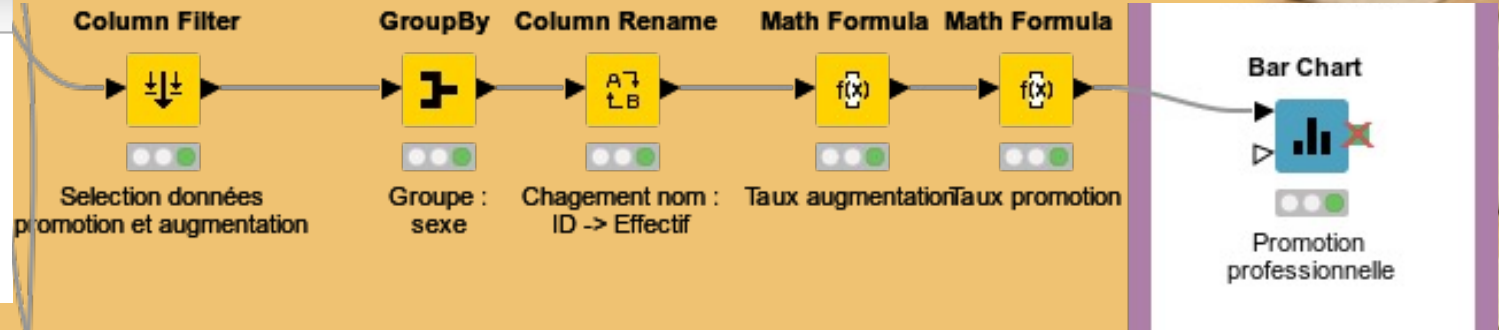 Column Filter
GroupBy
Column Rename
Math Formula
Math Formula
Bar Chart
A
B
f(x)
f(x)
Selection données
promotion et augmentation
Groupe :
sexe
Chagement nom :
ID -> Effectif
Taux augmentation
Taux promotion
Promotion
professionnelle